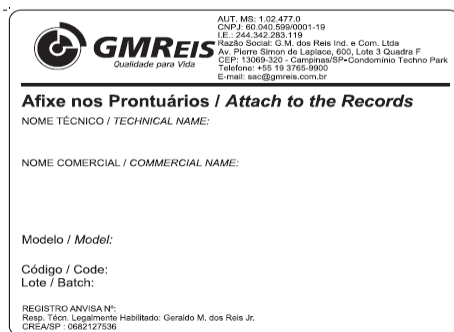 AUT. MS: 1.02.477.0
CNPJ: 60.040.599/0001-19
I.E.: 244.342.283.119
Razão Social: G.M. dos Reis Ind. e Com. Ltda
Av. Pierre Simon de Laplace, 600, Lote 3 Quadra F
CEP: 13069-320 - Campinas/SP-Condomínio Techno Park
Telefone: +55 19 3765-9900
E-mail: sac@gmreis.com.br
GMREIS
Qualidade para Vida
Afixe nos Prontuários / Attach to the Records
NOME TÉCNICO / TECHNICAL NAME:
NOME COMERCIAL / COMMERCIAL NAME:
Modelo / Model:
Código / Code:
Lote / Batch:
REGISTRO ANVISA Nº:
Resp. Técn. Legalmente Habilitado: Geraldo M. dos Reis Jr.
CREA/SP : 0682127536